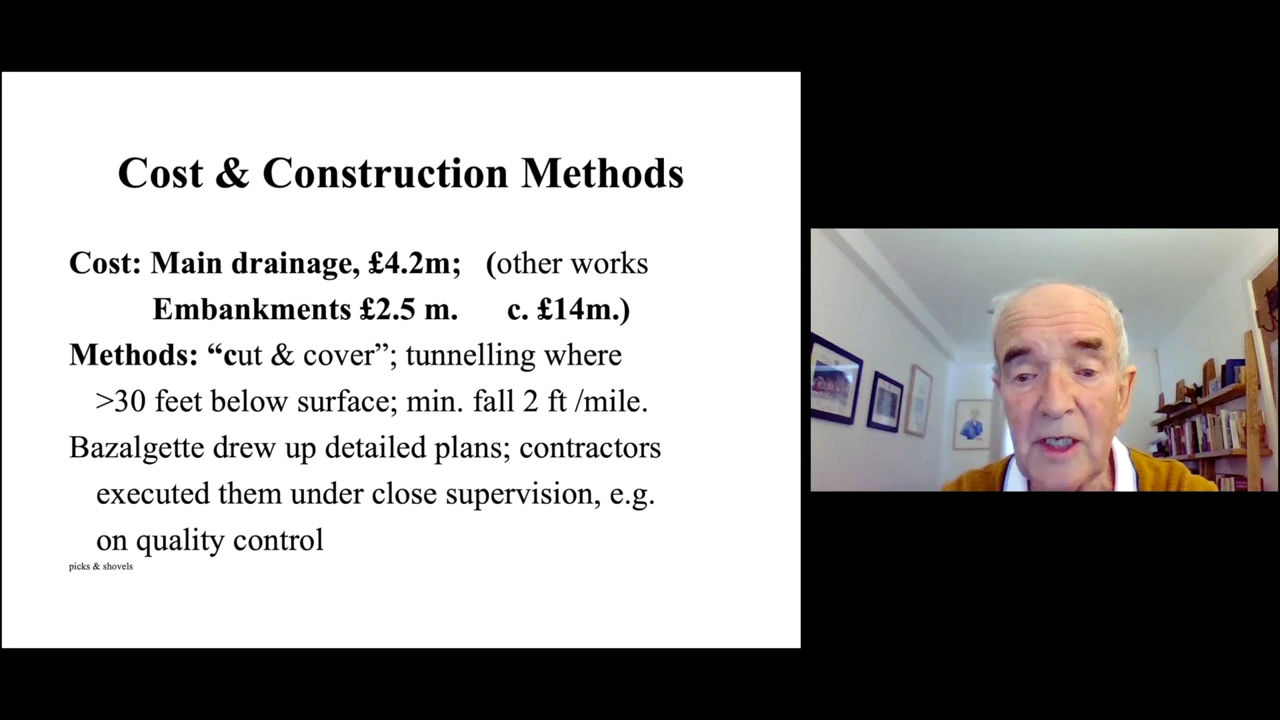 Cost & Construction Methods
Cost: Main drainage, £4.2m; (other works
Embankments £2.5 m. c. £14m.)
Methods: “cut & cover”; tunnelling where
>30 feet below surface; min. fall 2 ft /mile.
Bazalgette drew up detailed plans; contractors
executed them under close supervision, e.g.
on quality control
picks & shovels